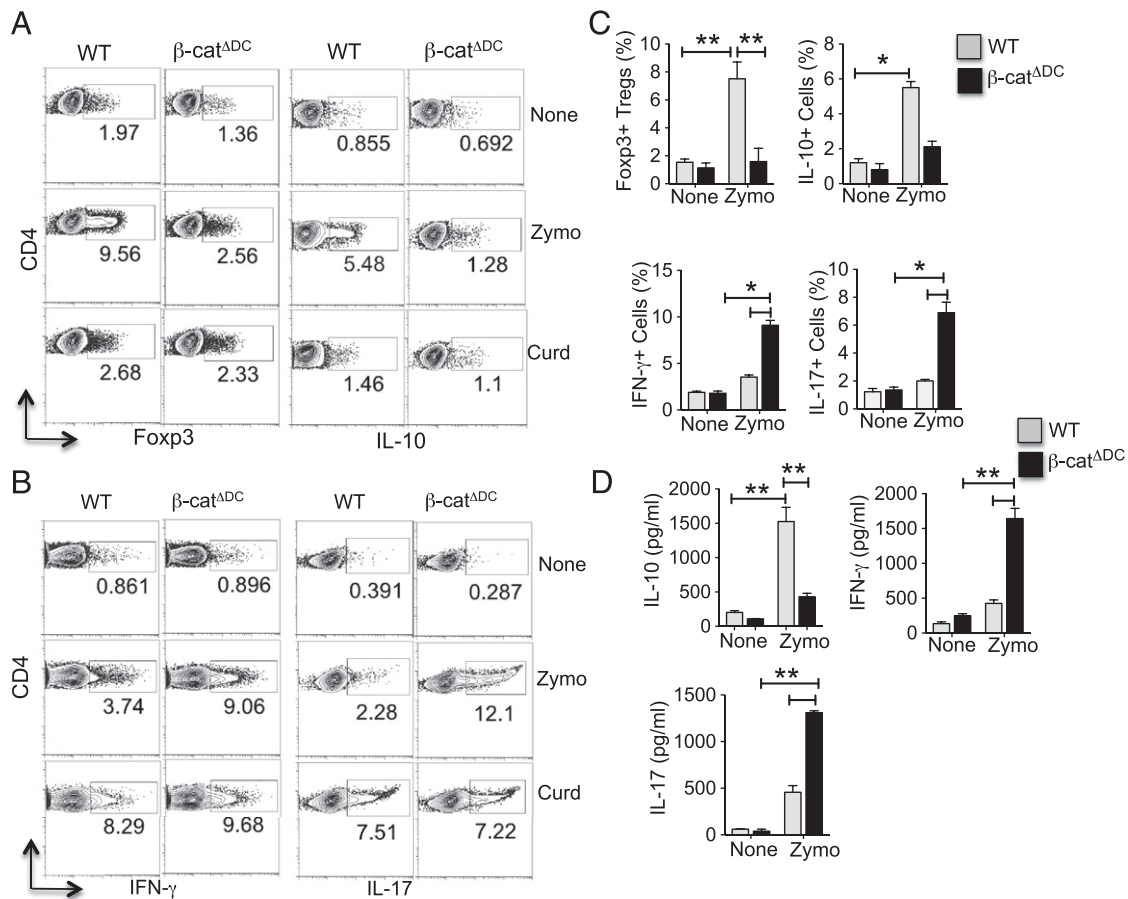 A
WT β-cat^ΔDC WT β-cat^ΔDC
1.97 1.36 0.855 0.692 None
9.56 2.56 5.48 1.28 Zymo
2.68 2.33 1.46 1.1 Curd
CD4
Foxp3 IL-10
B
WT β-cat^ΔDC WT β-cat^ΔDC
0.861 0.896 0.391 0.287 None
3.74 9.06 2.28 12.1 Zymo
8.29 9.68 7.51 7.22 Curd
CD4
IFN-γ IL-17
C
WT
β-cat^ΔDC
Foxp3+ Tregs (%)
10
8
6
4
2
0
** **
None Zymo
IL-10+ Cells (%)
8
6
4
2
0
*
None Zymo
IFN-γ+ Cells (%)
15
10
5
0
*
None Zymo
IL-17+ Cells (%)
10
8
6
4
2
0
*
None Zymo
D
WT
β-cat^ΔDC
IL-10 (pg/ml)
2000
1500
1000
500
0
** **
None Zymo
IFN-γ (pg/ml)
2000
1500
1000
500
0
**
None Zymo
IL-17 (pg/ml)
1500
1000
500
0
**
None Zymo